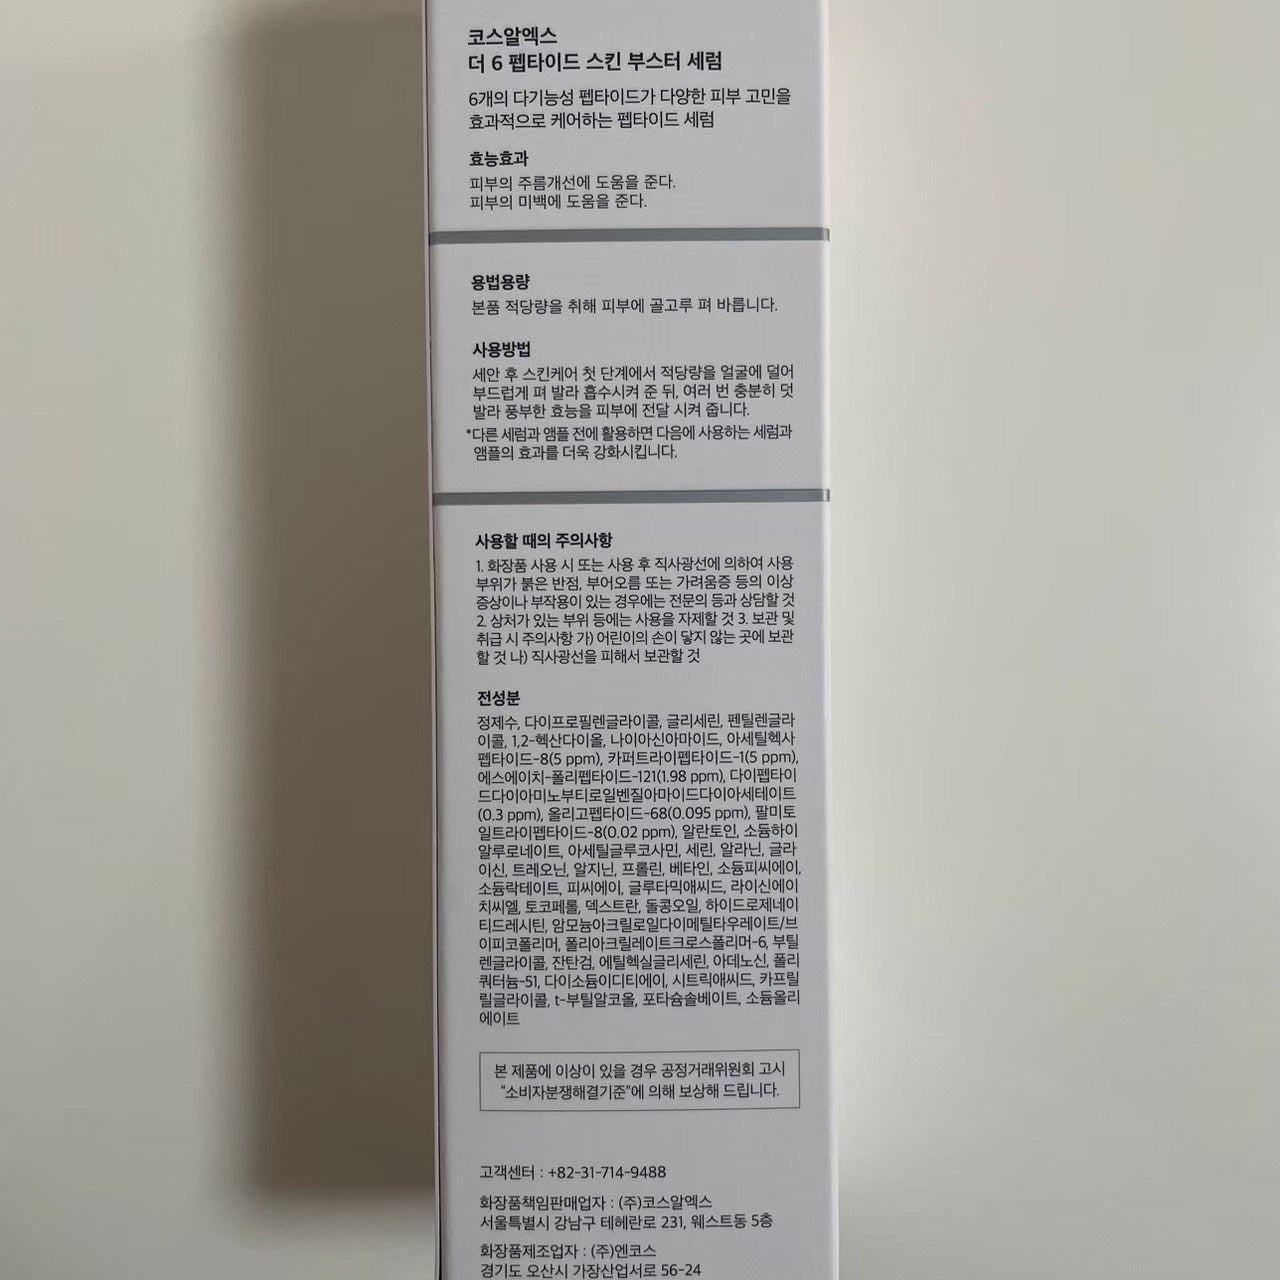 코스알엑스
더 6 펩타이드 스킨 부스터 세럼
6개의 다기능성 펩타이드가 다양한 피부 고민을
효과적으로 케어하는 펩타이드 세럼
효능효과
피부의 주름개선에 도움을 준다.
피부의 미백에 도움을 준다.
용법용량
본품 적당량을 취해 피부에 골고루 펴 바릅니다.
사용방법
세안 후 스킨케어 첫 단계에서 적당량을 얼굴에 덜어
부드럽게 펴 발라 흡수시켜 준 뒤, 여러 번 충분히 덧
발라 풍부한 효능을 피부에 전달 시켜 줍니다.
*다른 세럼과 앰플 전에 활용하면 다음에 사용하는 세럼과
앰플의 효과를 더욱 강화시킵니다.
사용할 때의 주의사항
1. 화장품 사용 시 또는 사용 후 직사광선에 의하여 사용
부위가 붉은 반점, 부어오름 또는 가려움증 등의 이상
증상이나 부작용이 있는 경우에는 전문의 등과 상담할 것
2. 상처가 있는 부위 등에는 사용을 자제할 것 3. 보관 및
취급 시 주의사항 가) 어린이의 손이 닿지 않는 곳에 보관
할 것 나) 직사광선을 피해서 보관할 것
전성분
정제수, 다이프로필렌글라이콜, 글리세린, 펜틸렌글라
이콜, 1,2-헥산다이올, 나이아신아마이드, 아세틸헥사
펩타이드-8(5 ppm), 카퍼트라이펩타이드-1(5 ppm),
에스에이치-폴리펩타이드-121(1.98 ppm), 다이펩타이
드다이아미노부티로일벤질아마이드다이아세테이트
(0.3 ppm), 올리고펩타이드-68(0.095 ppm), 팔미토
일트라이펩타이드-8(0.02 ppm), 알란토인, 소듐하이
알루로네이트, 아세틸글루코사민, 세린, 알라닌, 글라
이신, 트레오닌, 알지닌, 프롤린, 베타인, 소듐피씨에이,
소듐락테이트, 피씨에이, 글루타믹애씨드, 라이신에이
치씨엘, 토코페롤, 덱스트란, 돌콩오일, 하이드로제네이
티드레시틴, 암모늄아크릴로일다이메틸타우레이트/브
이피코폴리머, 폴리아크릴레이트크로스폴리머-6, 부틸
렌글라이콜, 잔탄검, 에틸헥실글리세린, 아데노신, 폴리
쿼터늄-51, 다이소듐이디티에이, 시트릭애씨드, 카프릴
릴글라이콜, t-부틸알코올, 포타슘솔베이트, 소듐올리
에이트
본 제품에 이상이 있을 경우 공정거래위원회 고시
"소비자분쟁해결기준"에 의해 보상해 드립니다.
고객센터 : +82-31-714-9488
화장품책임판매업자 : (주)코스알엑스
서울특별시 강남구 테헤란로 231, 웨스트동 5층
화장품제조업자 : (주)엔코스
경기도 오산시 가장산업서로 56-24